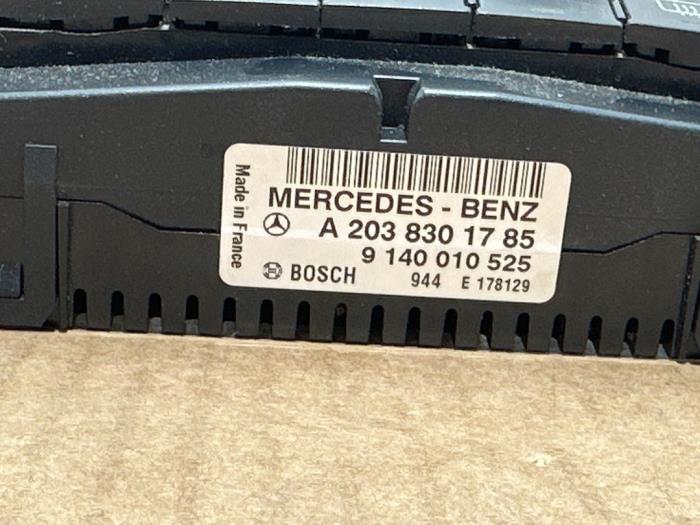 Made in France
MERCEDES - BENZ
A 203 830 17 85
9 140 010 525
BOSCH 944 E 178129